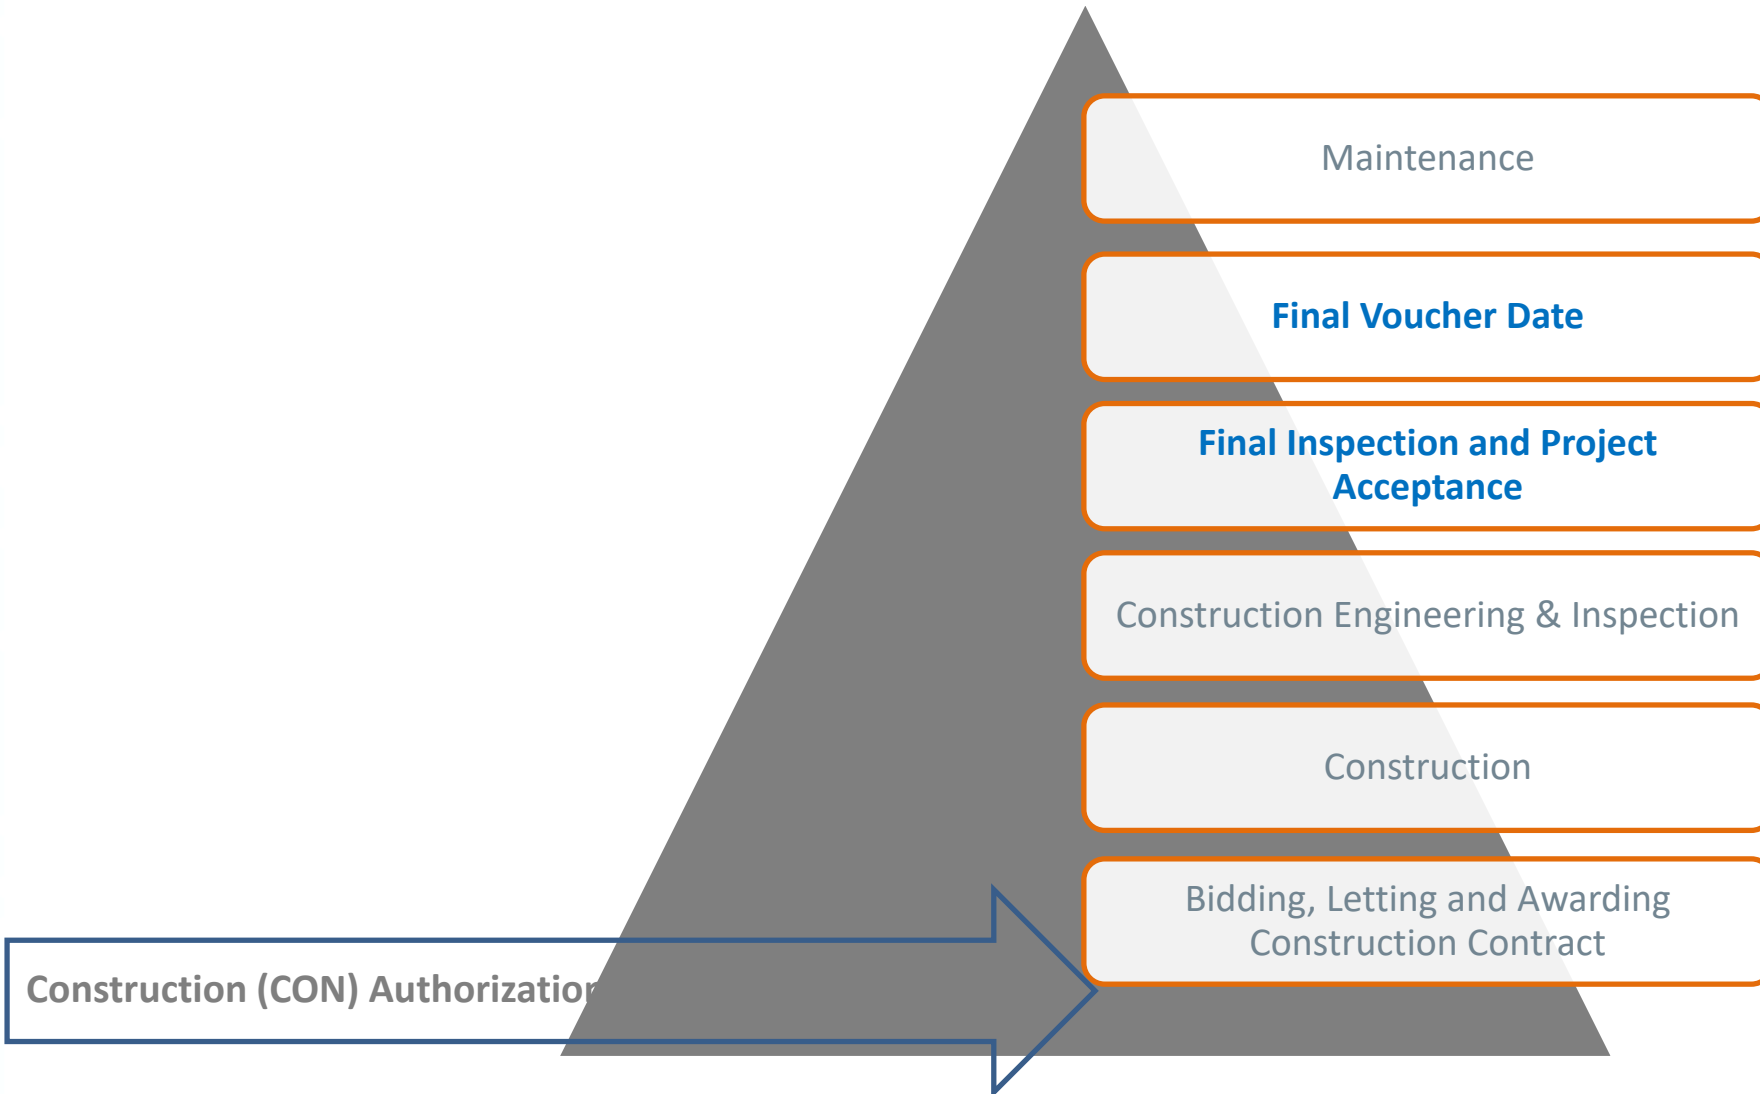 Maintenance
Final Voucher Date
Final Inspection and Project
Acceptance
Construction Engineering & Inspection
Construction
Bidding, Letting and Awarding
Construction Contract
Construction (CON) Authorization